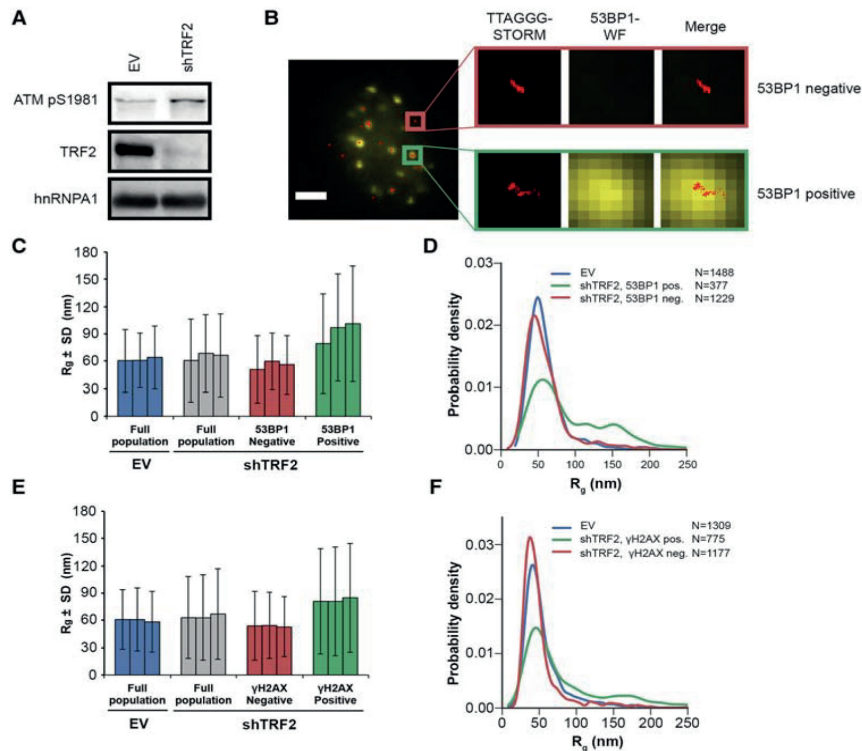 A
EV
shTRF2
ATM pS1981
TRF2
hnRNPA1
B
TTAGGG-
STORM
53BP1-
WF
Merge
53BP1 negative
53BP1 positive
C
180
150
120
90
60
30
0
Rg ± SD (nm)
Full
population
Full
population
53BP1
Negative
53BP1
Positive
EV
shTRF2
D
0.03
0.02
0.01
0.00
Probability density
EV N=1488
shTRF2, 53BP1 pos. N=377
shTRF2, 53BP1 neg. N=1229
0 50 100 150 200 250
Rg (nm)
E
180
150
120
90
60
30
0
Rg ± SD (nm)
Full
population
Full
population
γH2AX
Negative
γH2AX
Positive
EV
shTRF2
F
0.03
0.02
0.01
0.00
Probability density
EV N=1309
shTRF2, γH2AX pos. N=775
shTRF2, γH2AX neg. N=1177
0 50 100 150 200 250
Rg (nm)